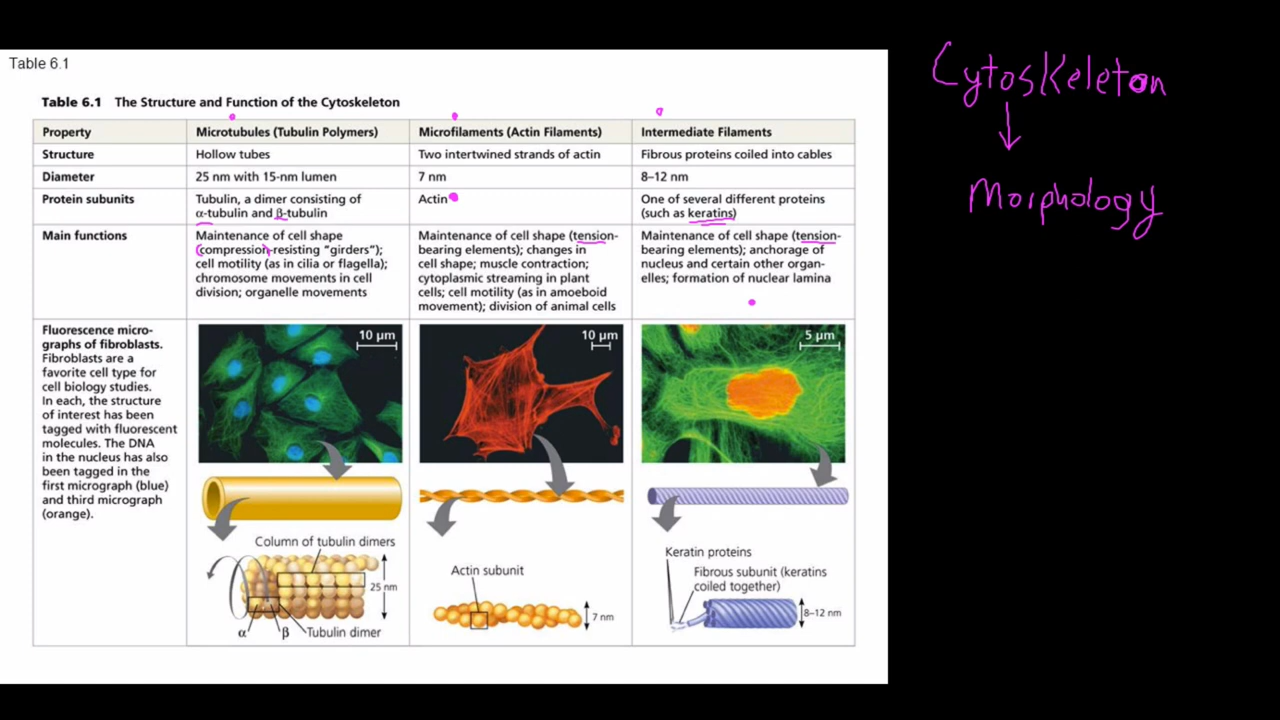 Table 6.1
Table 6.1 The Structure and Function of the Cytoskeleton
Property
Microtubules (Tubulin Polymers)
Microfilaments (Actin Filaments)
Intermediate Filaments
Structure
Hollow tubes
Two intertwined strands of actin
Fibrous proteins coiled into cables
Diameter
25 nm with 15-nm lumen
7 nm
8–12 nm
Protein subunits
Tubulin, a dimer consisting of
α-tubulin and β-tubulin
Actin
One of several different proteins
(such as keratins)
Main functions
Maintenance of cell shape
(compression-resisting “girders”);
cell motility (as in cilia or flagella);
chromosome movements in cell
division; organelle movements
Maintenance of cell shape (tension-
bearing elements); changes in
cell shape; muscle contraction;
cytoplasmic streaming in plant
cells; cell motility (as in amoeboid
movement); division of animal cells
Maintenance of cell shape (tension-
bearing elements); anchorage of
nucleus and certain other organ-
elles; formation of nuclear lamina
Fluorescence micro-
graphs of fibroblasts.
Fibroblasts are a
favorite cell type for
cell biology studies.
In each, the structure
of interest has been
tagged with fluorescent
molecules. The DNA
in the nucleus has also
been tagged in the
first micrograph (blue)
and third micrograph
(orange).
10 μm
Column of tubulin dimers
25 nm
α
β
Tubulin dimer
10 μm
Actin subunit
7 nm
5 μm
Keratin proteins
Fibrous subunit (keratins
coiled together)
8–12 nm
Cytoskeleton
Morphology